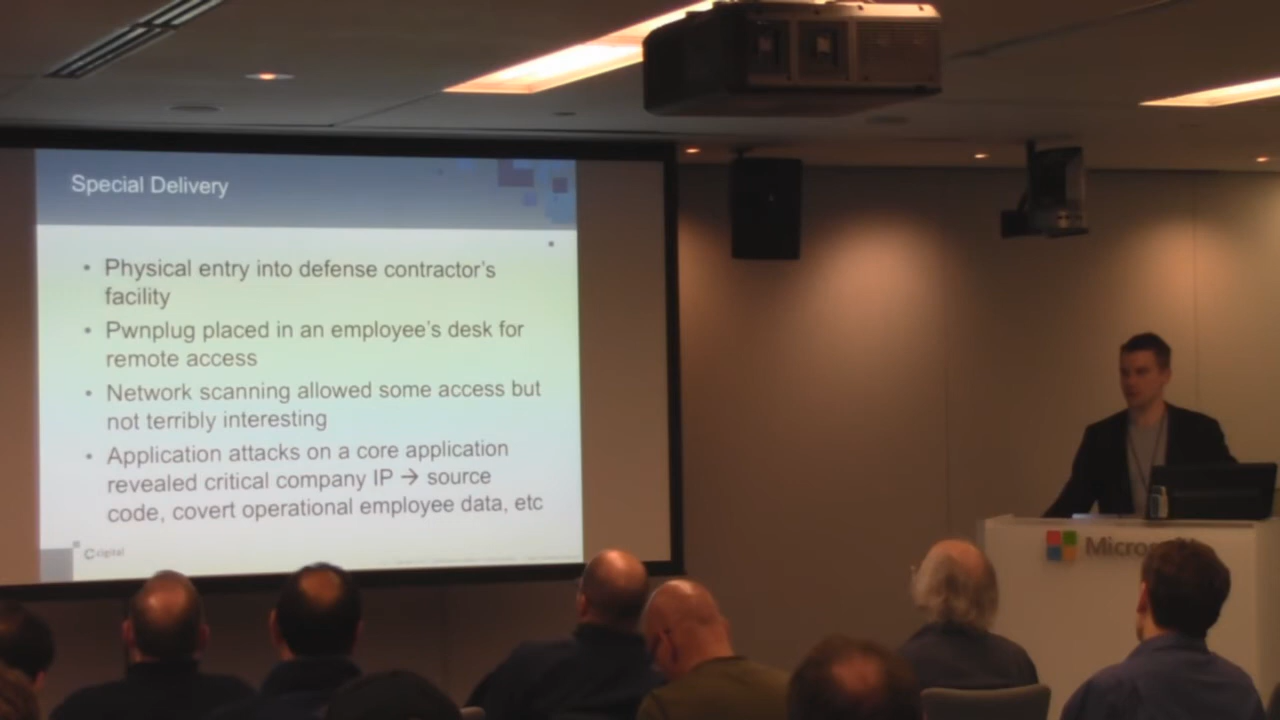 Special Delivery
• Physical entry into defense contractor's
facility
• Pwnplug placed in an employee's desk for
remote access
• Network scanning allowed some access but
not terribly interesting
• Application attacks on a core application
revealed critical company IP → source
code, covert operational employee data, etc
Cigital
Micro